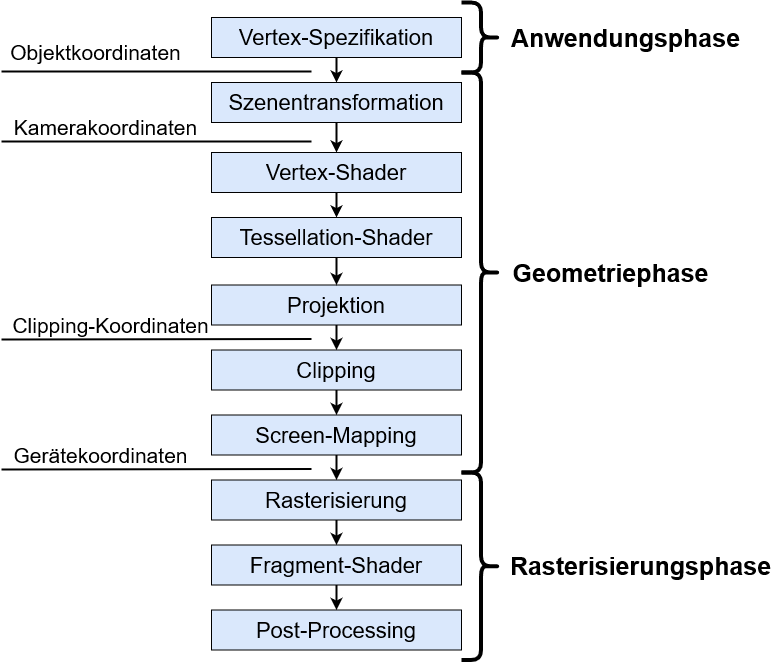 Vertex-Spezifikation
Anwendungsphase
Objektkoordinaten
Szenentransformation
Kamerakoordinaten
Vertex-Shader
Tessellation-Shader
Geometriephase
Projektion
Clipping-Koordinaten
Clipping
Screen-Mapping
Gerätekoordinaten
Rasterisierung
Fragment-Shader
Rasterisierungsphase
Post-Processing